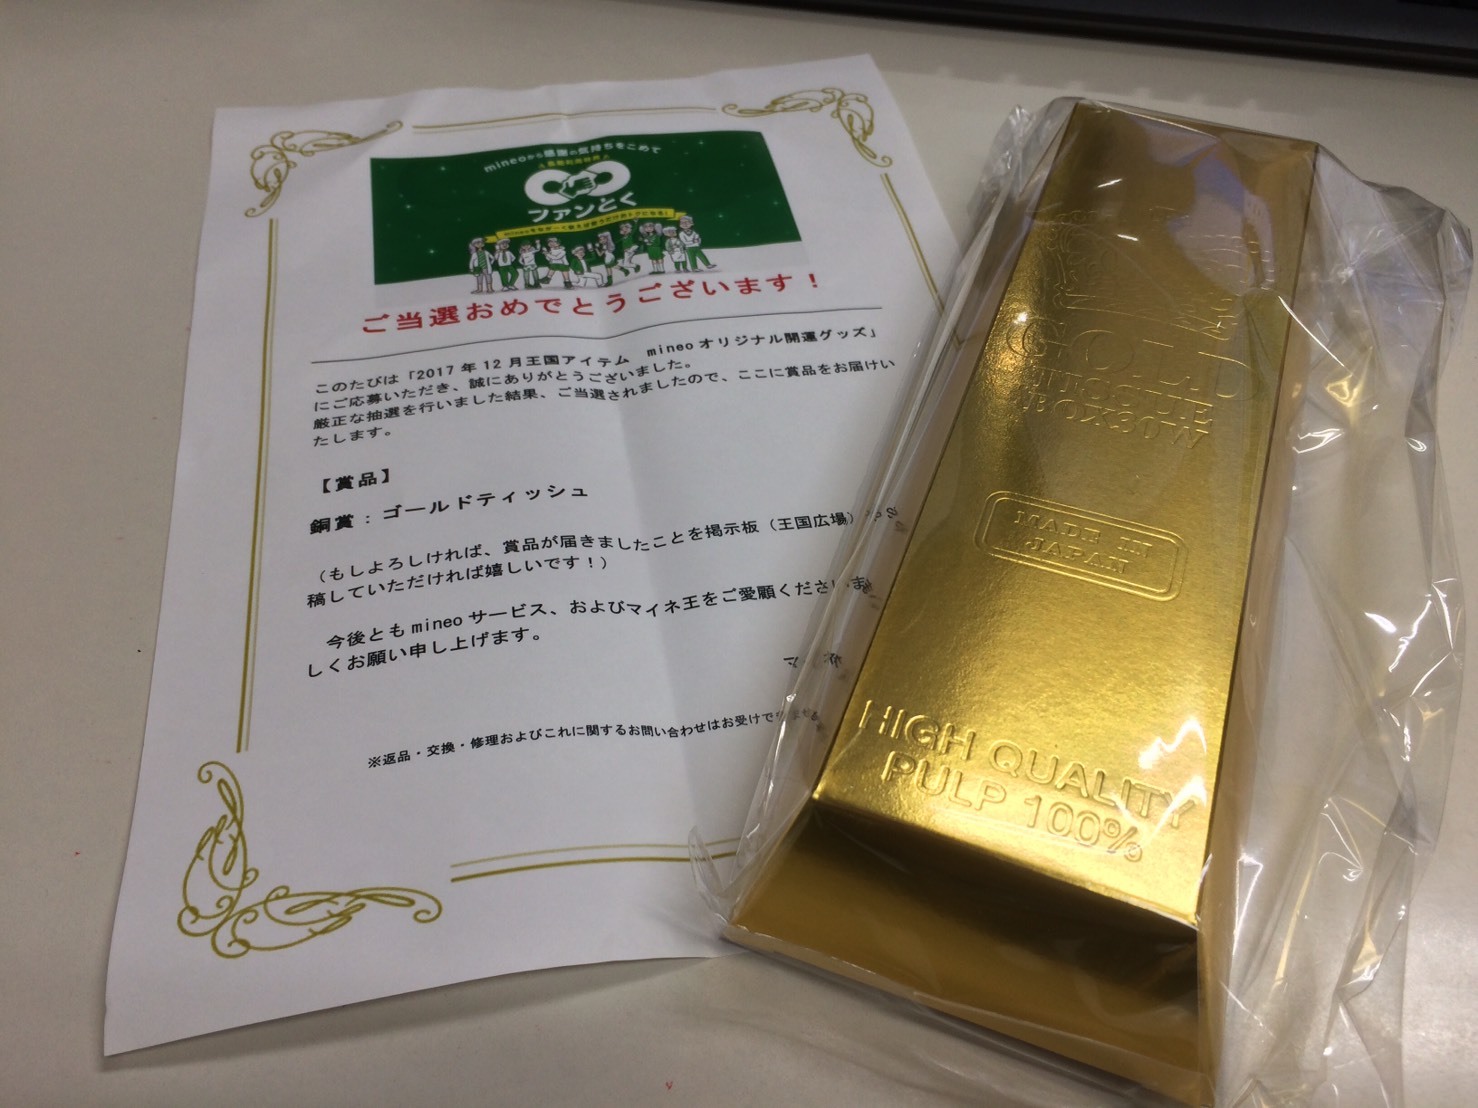 mineoから感謝の気持ちをこめて
ファンとく
ご当選おめでとうございます！
このたびは「2017年12月王国アイテム　mineoオリジナル開運グッズ」
にご応募いただき、誠にありがとうございました。
厳正な抽選を行いました結果、ご当選されましたので、ここに賞品をお届けい
たします。
【賞品】
銅賞：ゴールドティッシュ
（もしよろしければ、賞品が届きましたことを掲示板（王国広場）
稿していただければ嬉しいです！）
今後ともmineoサービス、およびマイネ王をご愛顧くださいま
しくお願い申し上げます。
※返品・交換・修理およびこれに関するお問い合わせはお受けで
GOLD
TISSUE
BOX30W
MADE IN
JAPAN
HIGH QUALITY
PULP 100%